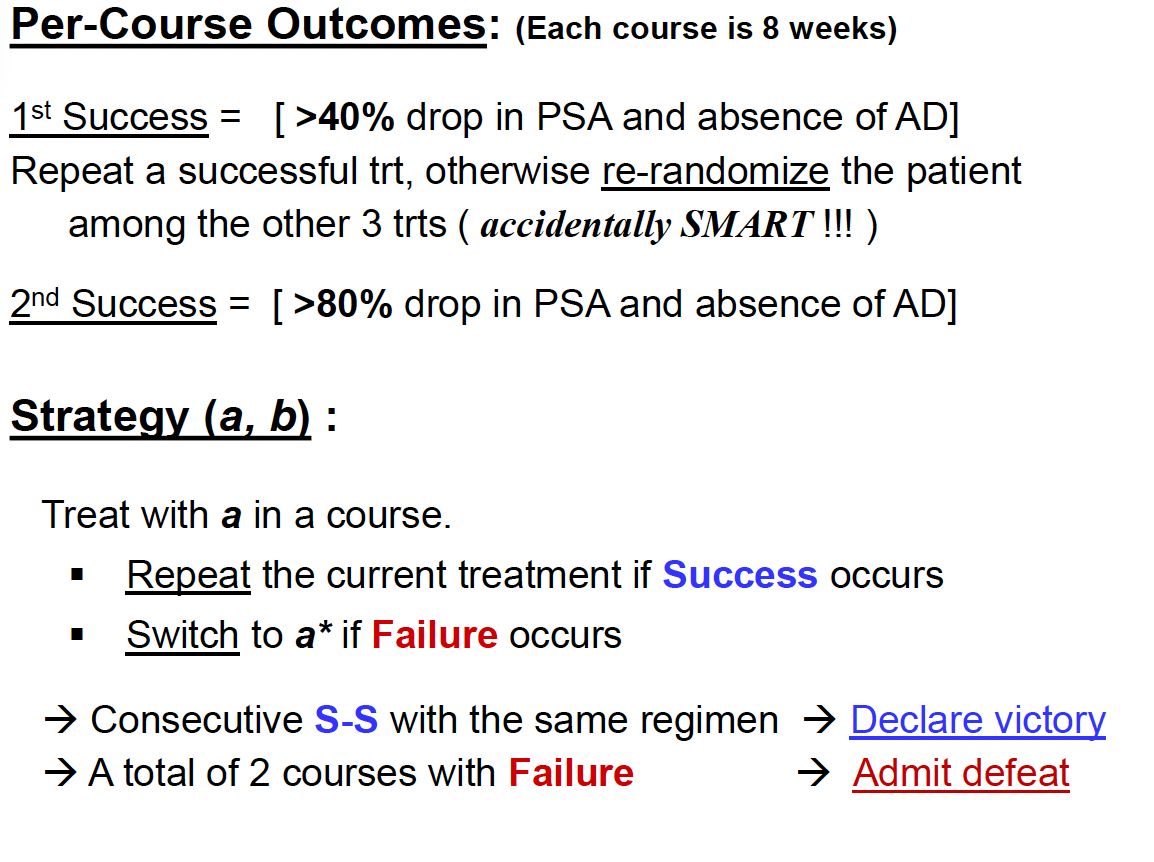 Per-Course Outcomes: (Each course is 8 weeks)
1st Success = [ >40% drop in PSA and absence of AD]
Repeat a successful trt, otherwise re-randomize the patient
among the other 3 trts ( accidentally SMART !!! )
2nd Success = [ >80% drop in PSA and absence of AD]
Strategy (a, b) :
Treat with a in a course.
▪ Repeat the current treatment if Success occurs
▪ Switch to a* if Failure occurs
→ Consecutive S-S with the same regimen → Declare victory
→ A total of 2 courses with Failure → Admit defeat